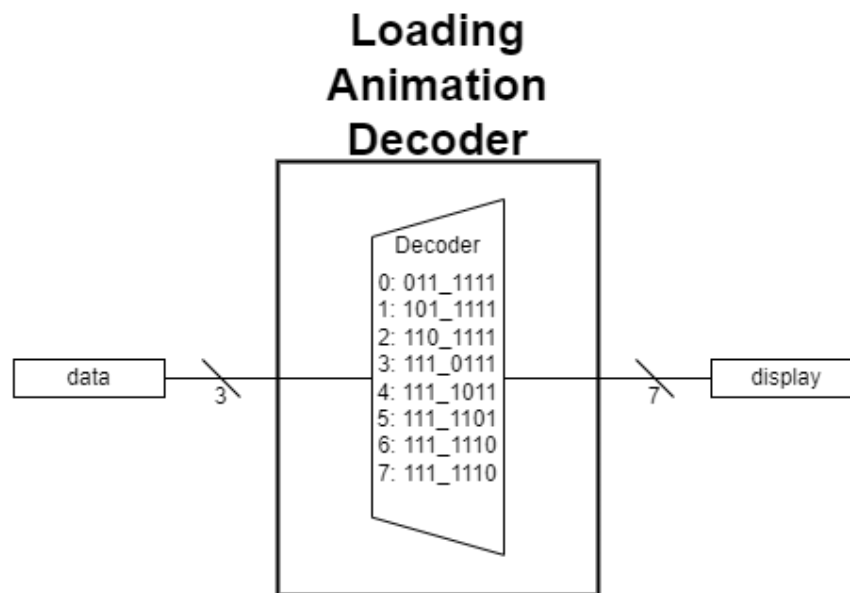 Loading
Animation
Decoder
Decoder
0: 011_1111
1: 101_1111
2: 110_1111
3: 111_0111
4: 111_1011
5: 111_1101
6: 111_1110
7: 111_1110
data
3
7
display